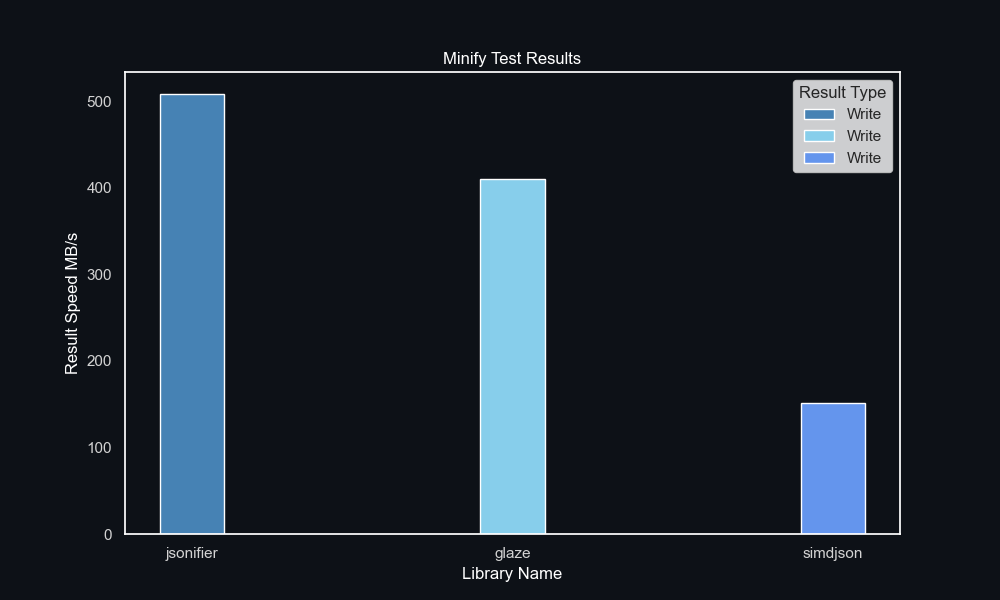 Minify Test Results
Result Type
Write
Write
Write
Result Speed MB/s
500
400
300
200
100
0
jsonifier
glaze
simdjson
Library Name